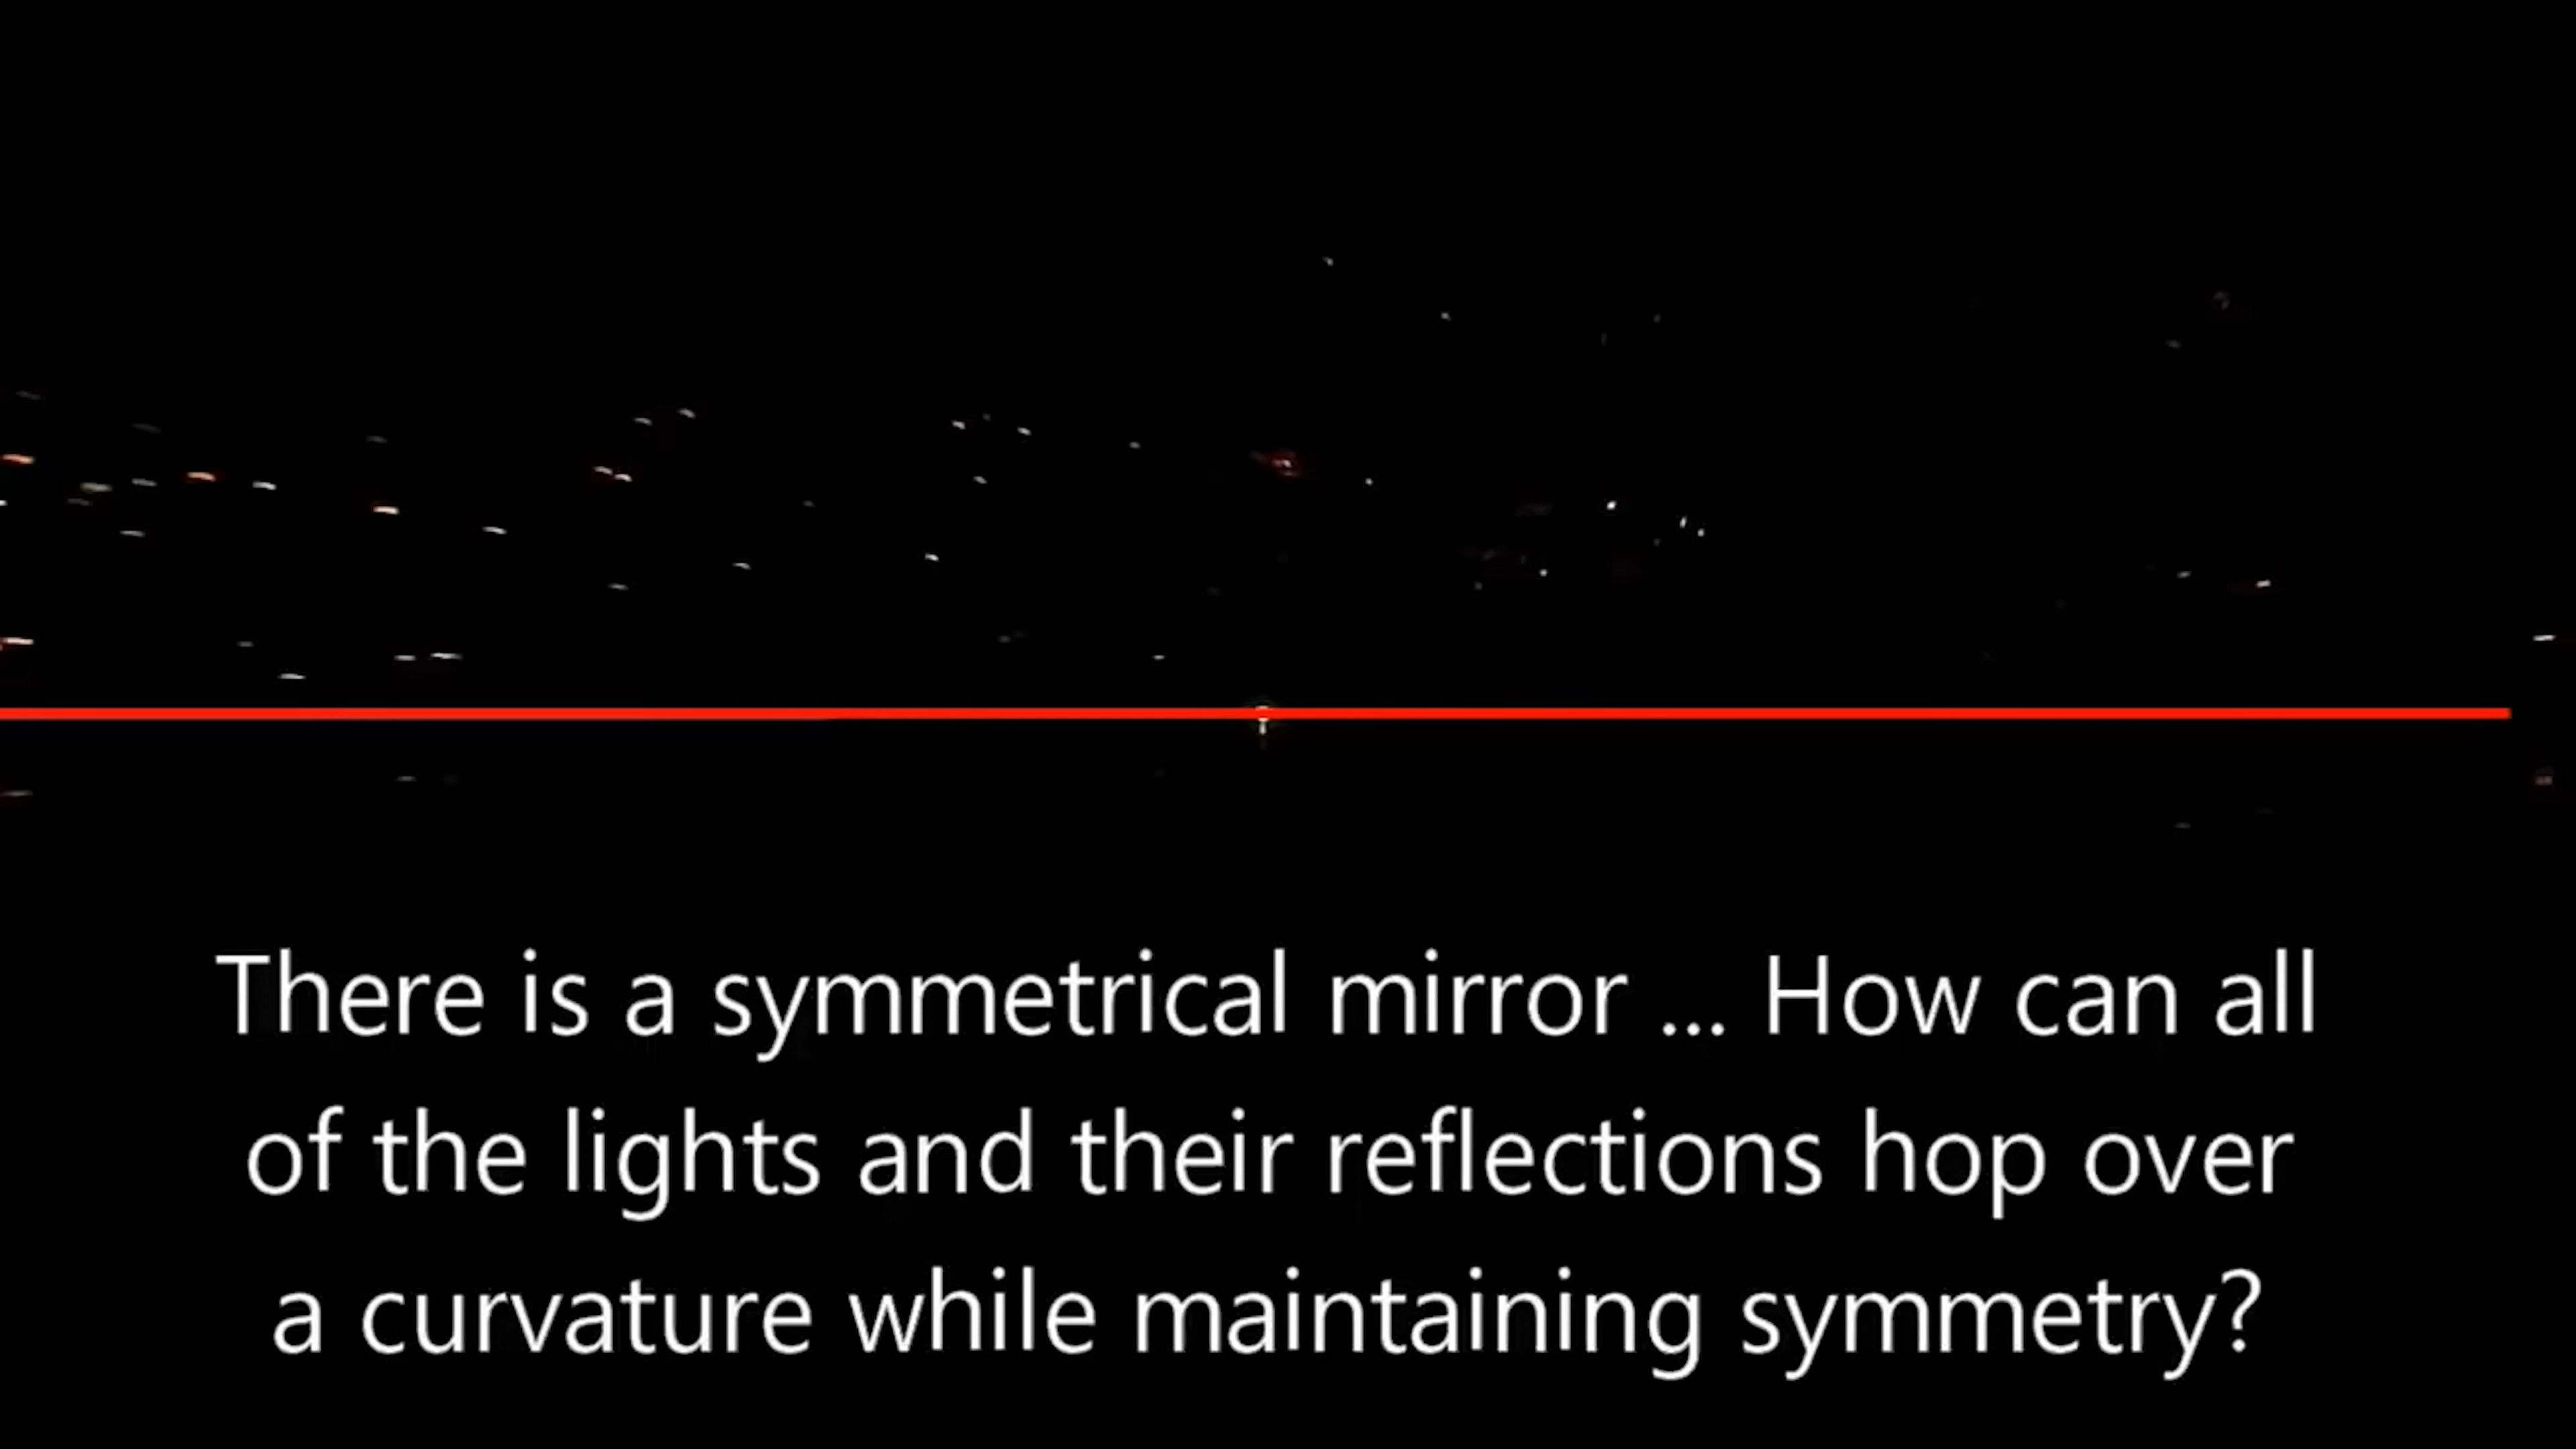 There is a symmetrical mirror ... How can all
of the lights and their reflections hop over
a curvature while maintaining symmetry?